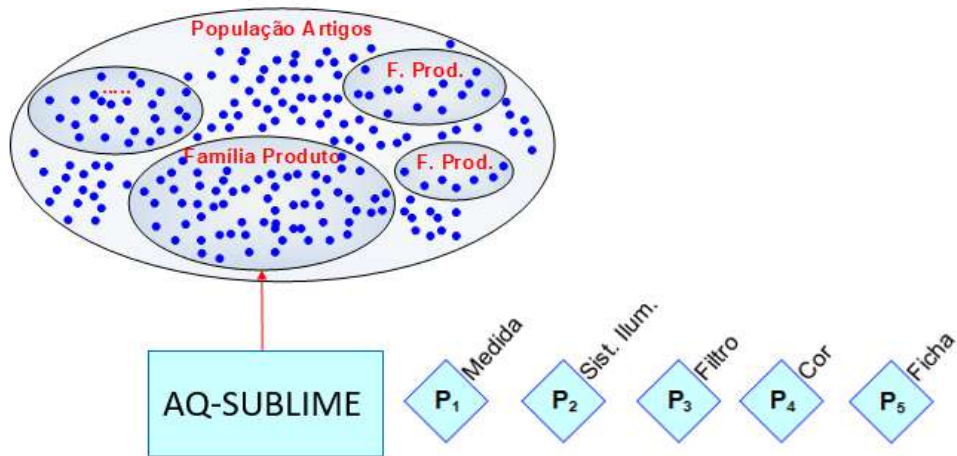 População Artigos
F. Prod.
.....
Família Produto
F. Prod.
AQ-SUBLIME
P₁
Medida
P₂
Sist. Ilum.
P₃
Filtro
P₄
Cor
P₅
Ficha